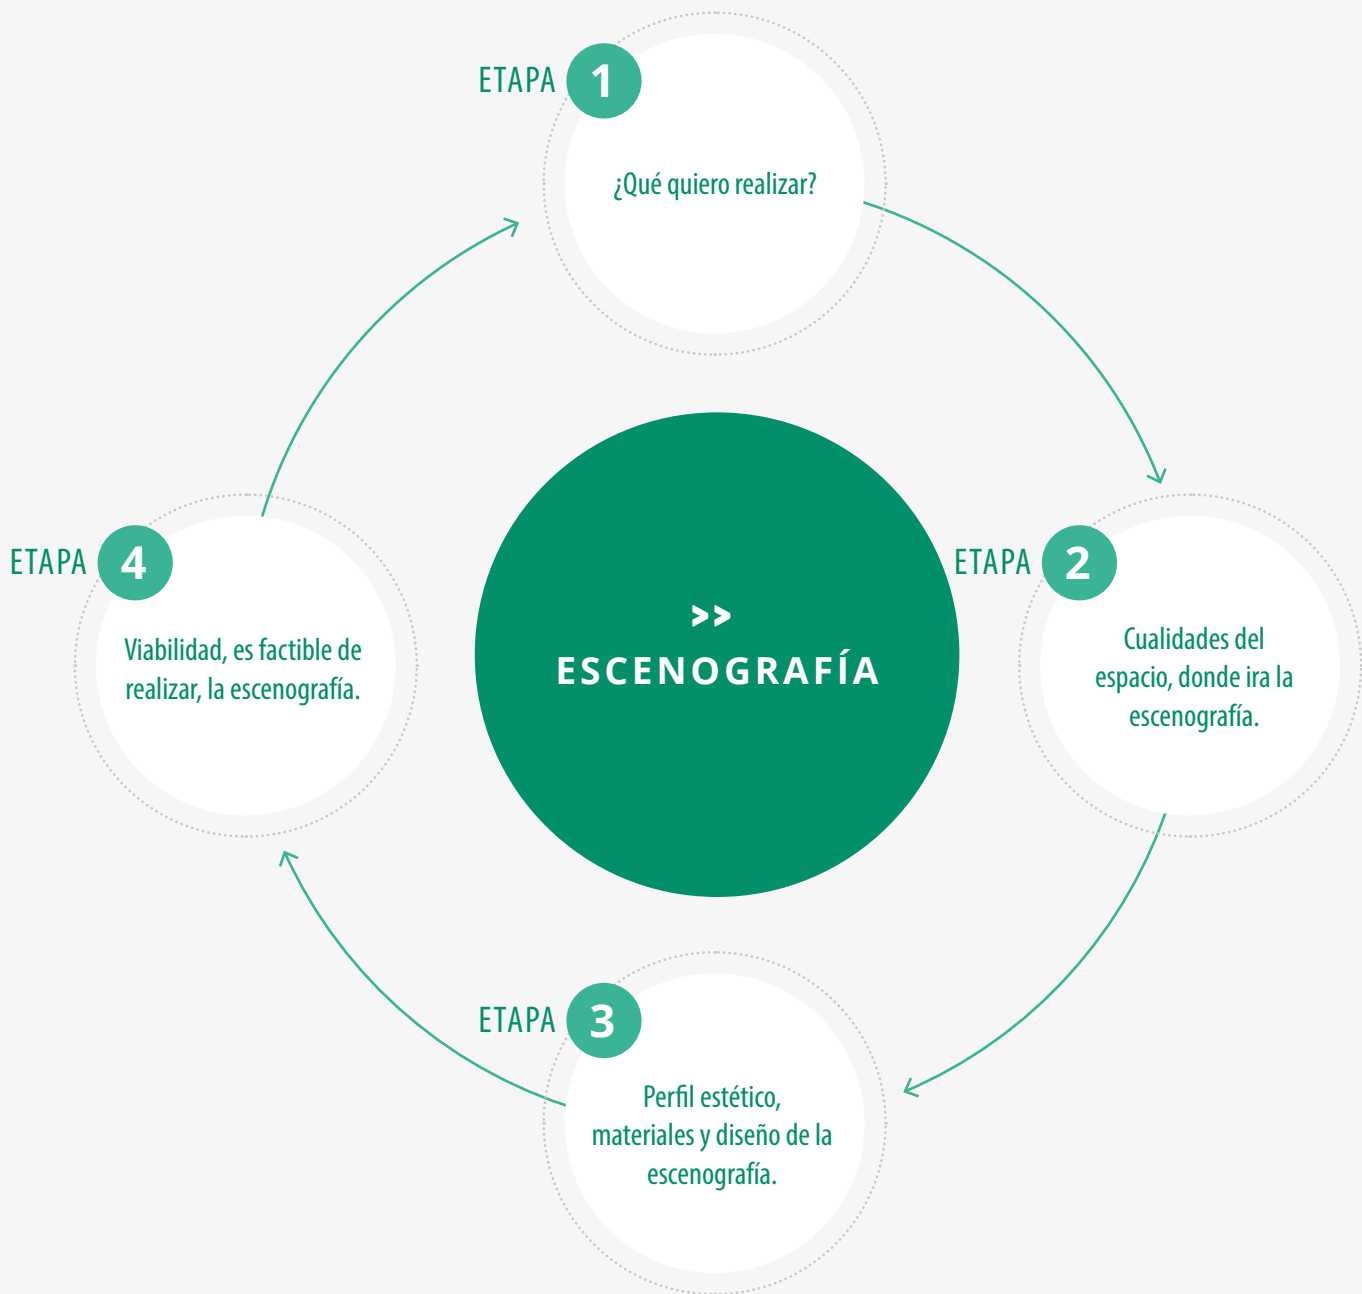 ETAPA 1
¿Qué quiero realizar?
ETAPA 2
Cualidades del
espacio, donde ira la
escenografía.
ETAPA 3
Perfil estético,
materiales y diseño de la
escenografía.
ETAPA 4
Viabilidad, es factible de
realizar, la escenografía.
>>
ESCENOGRAFÍA